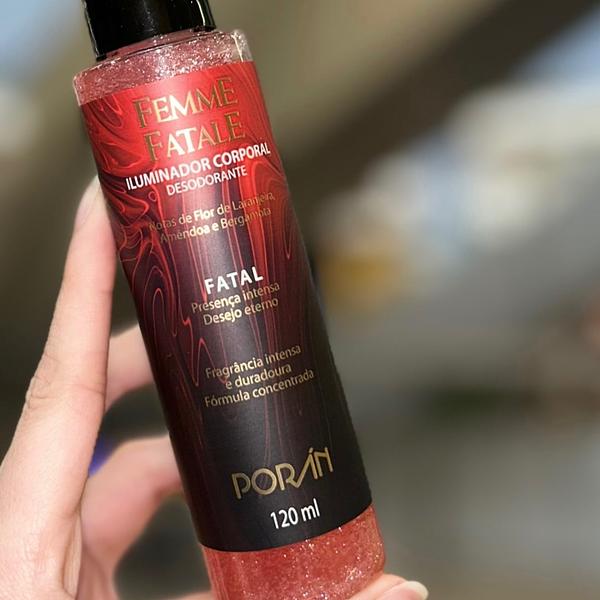 FEMME
FATALE
ILUMINADOR CORPORAL
DESODORANTE
Notas de Flor de Laranjeira,
Amêndoa e Bergamota
FATAL
Presença intensa
Desejo eterno
Fragrância intensa
e duradoura
Fórmula concentrada
PORÁN
120 ml